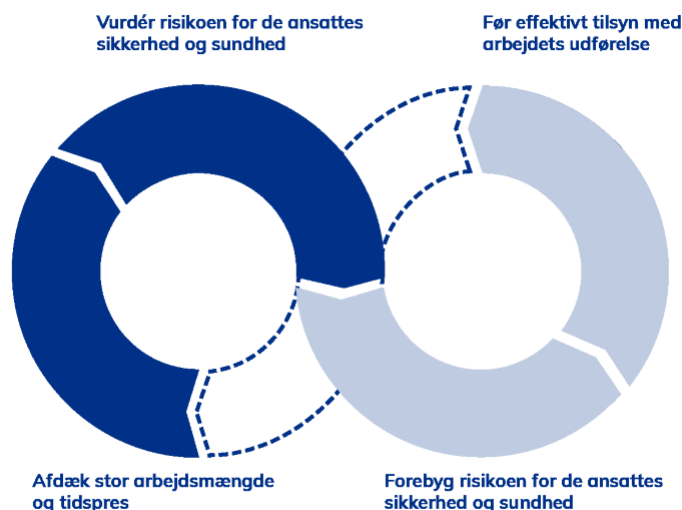 Vurdér risikoen for de ansattes
sikkerhed og sundhed
Før effektivt tilsyn med
arbejdets udførelse
Afdæk stor arbejdsmængde
og tidspres
Forebyg risikoen for de ansattes
sikkerhed og sundhed